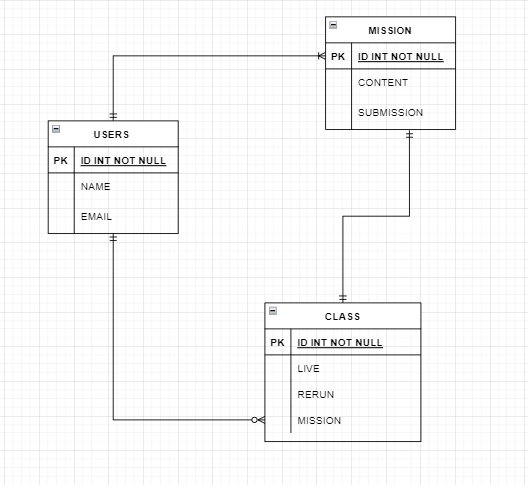 MISSION
PK ID INT NOT NULL
CONTENT
SUBMISSION
USERS
PK ID INT NOT NULL
NAME
EMAIL
CLASS
PK ID INT NOT NULL
LIVE
RERUN
MISSION